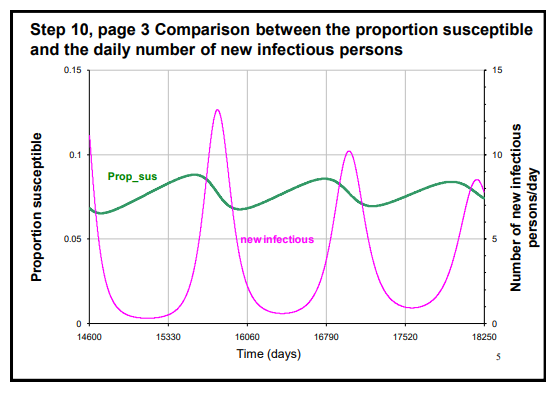 Step 10, page 3 Comparison between the proportion susceptible
and the daily number of new infectious persons
0.15
15
Proportion susceptible
Number of new infectious
persons/day
0.1
10
Prop_sus
0.05
5
new infectious
0
0
14600
15330
16060
16790
17520
18250
Time (days)
5